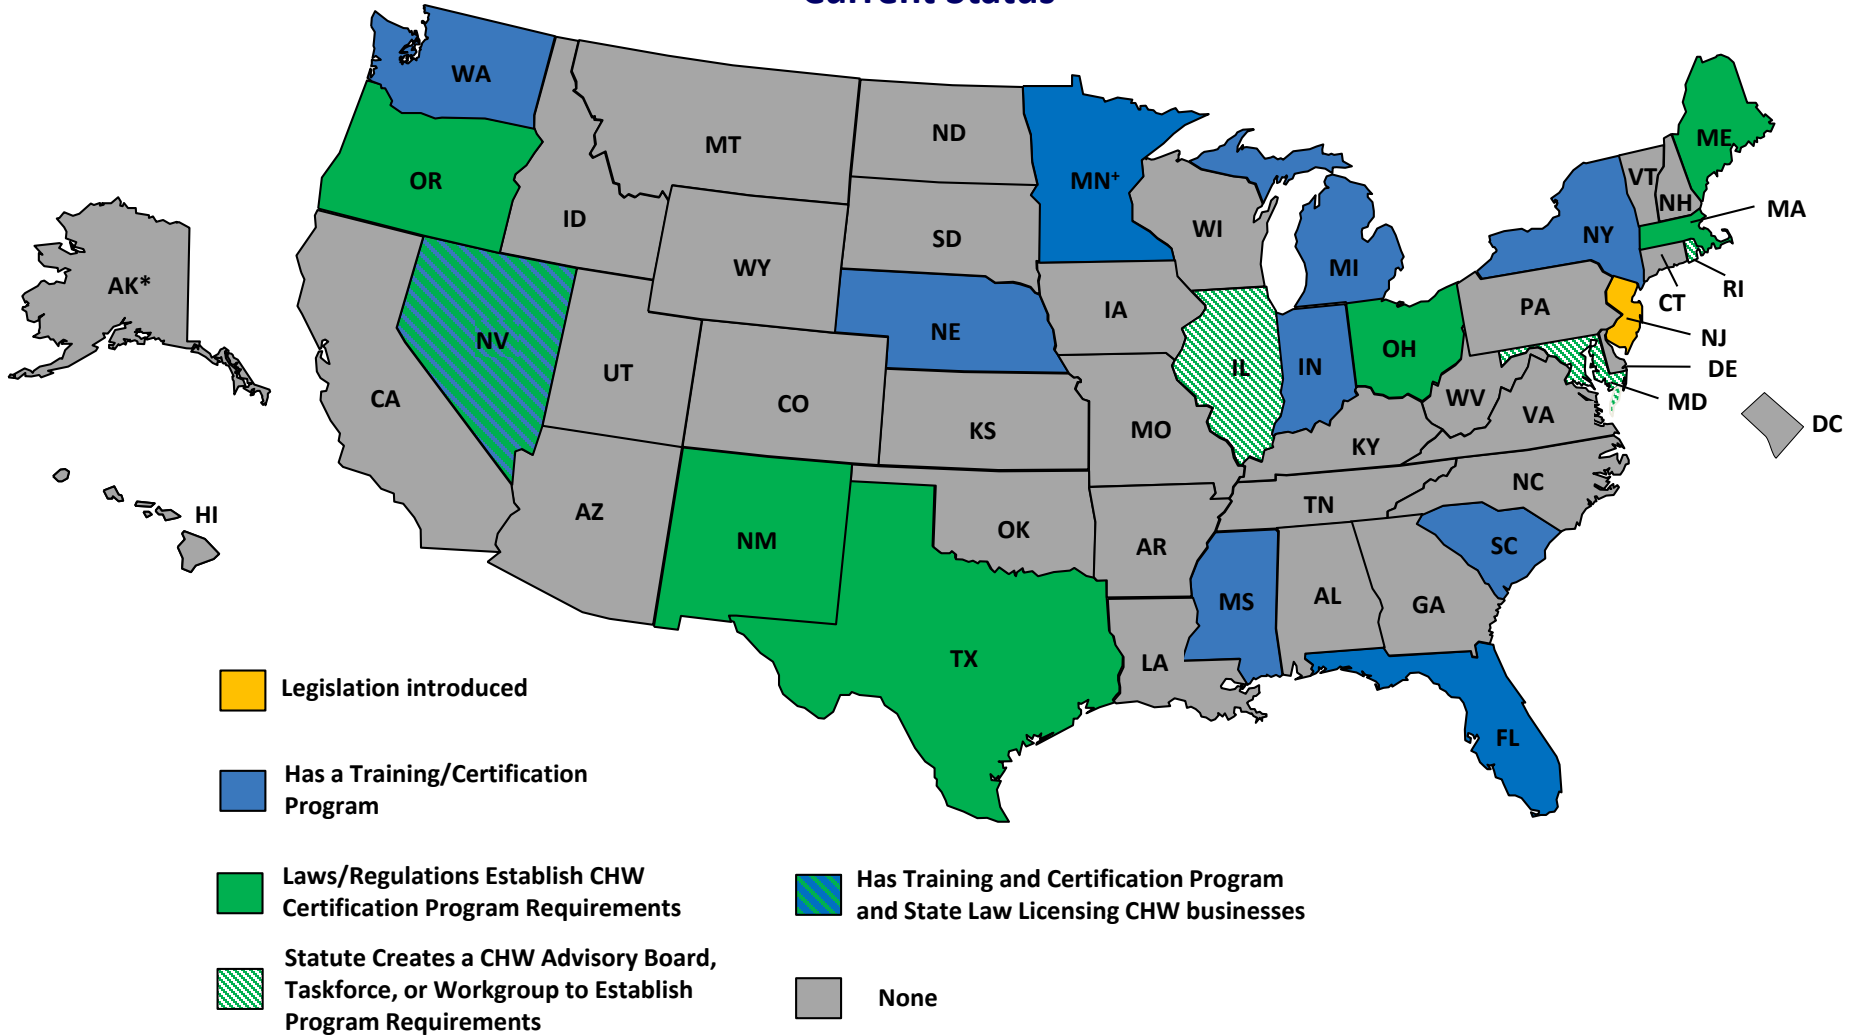 Current Status
WA
MT
ND
MN+
OR
ID
SD
WI
MI
NY
VT
NH
ME
MA
AK*
WY
IA
PA
CT
RI
NV
NE
IL
IN
OH
NJ
UT
CO
DE
CA
KS
MO
WV
VA
MD
DC
KY
HI
AZ
NM
OK
AR
TN
NC
SC
MS
AL
GA
TX
LA
FL
Legislation introduced
Has a Training/Certification
Program
Laws/Regulations Establish CHW
Certification Program Requirements
Statute Creates a CHW Advisory Board,
Taskforce, or Workgroup to Establish
Program Requirements
Has Training and Certification Program
and State Law Licensing CHW businesses
None